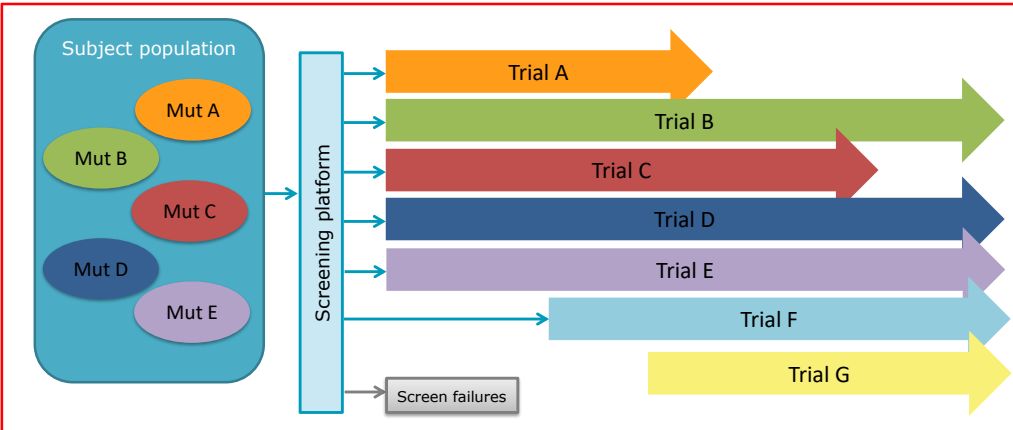 Subject population
Mut A
Mut B
Mut C
Mut D
Mut E
Screening platform
Trial A
Trial B
Trial C
Trial D
Trial E
Trial F
Trial G
Screen failures